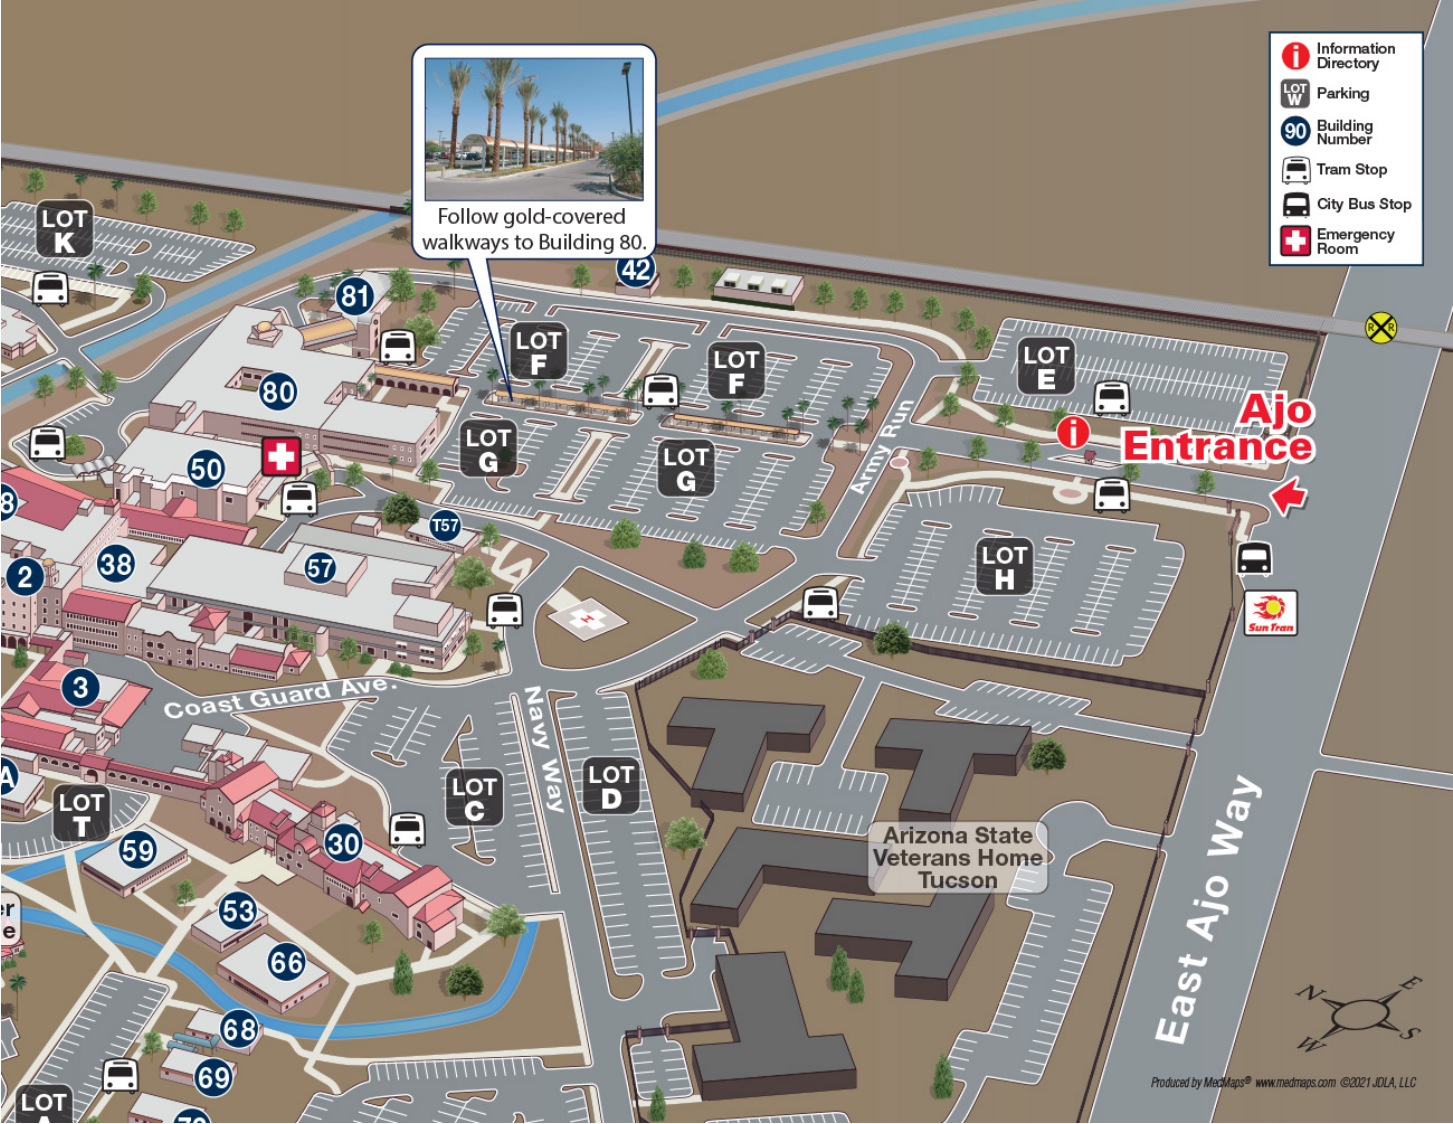 Information
Directory
LOT
W
Parking
90
Building
Number
Tram Stop
City Bus Stop
Emergency
Room
Follow gold-covered
walkways to Building 80.
LOT
K
42
81
LOT
F
LOT
F
LOT
E
R R
80
Ajo
Entrance
i
LOT
G
LOT
G
Army Run
50
8
T57
2
38
57
LOT
H
H
Sun Tran
3
Coast Guard Ave.
Navy Way
A
LOT
T
LOT
C
LOT
D
59
30
Arizona State
Veterans Home
Tucson
East Ajo Way
er
e
53
66
68
69
LOT
N
E
S
W
Produced by MedMaps® www.medmaps.com ©2021 JDLA, LLC